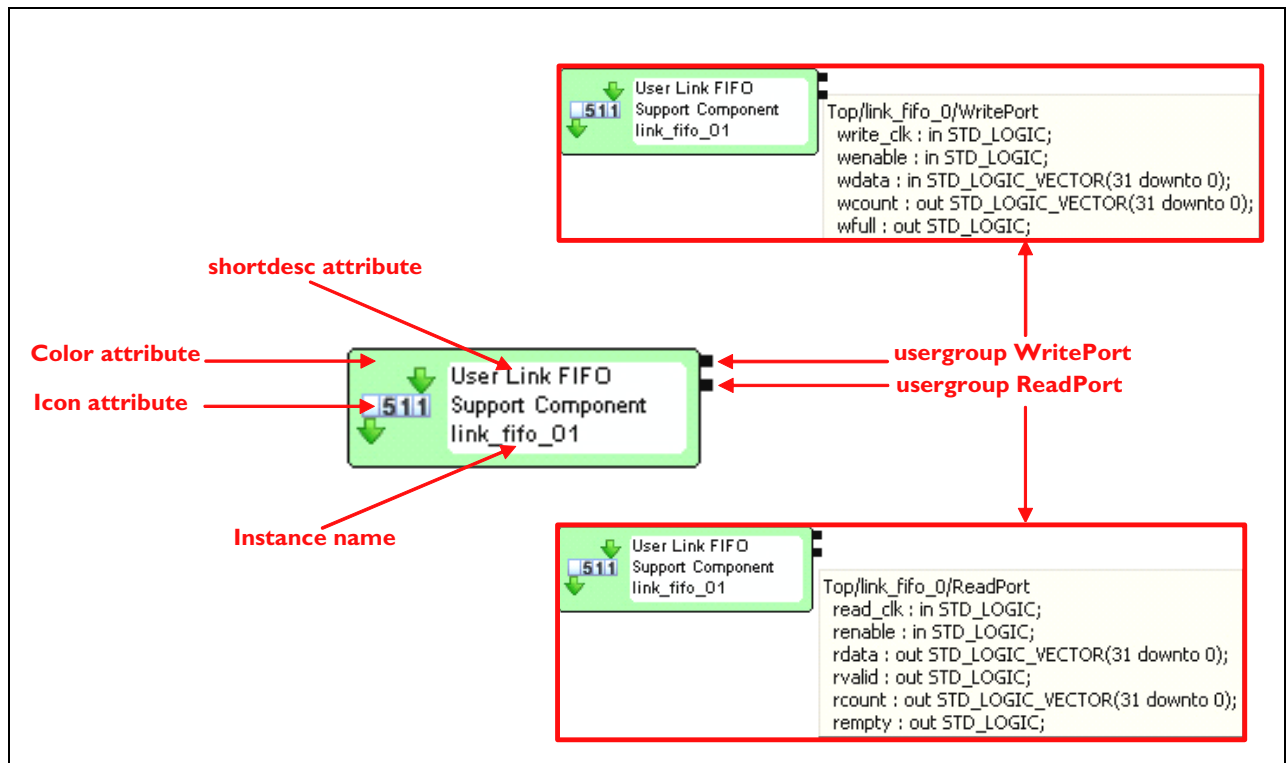 User Link FIFO
511 Support Component
link_fifo_01
Top/link_fifo_0/WritePort
write_clk : in STD_LOGIC;
wenable : in STD_LOGIC;
wdata : in STD_LOGIC_VECTOR(31 downto 0);
wcount : out STD_LOGIC_VECTOR(31 downto 0);
wfull : out STD_LOGIC;
shortdesc attribute
Color attribute
Icon attribute
User Link FIFO
511 Support Component
link_fifo_01
Instance name
usergroup WritePort
usergroup ReadPort
User Link FIFO
511 Support Component
link_fifo_01
Top/link_fifo_0/ReadPort
read_clk : in STD_LOGIC;
renable : in STD_LOGIC;
rdata : out STD_LOGIC_VECTOR(31 downto 0);
rvalid : out STD_LOGIC;
rcount : out STD_LOGIC_VECTOR(31 downto 0);
rempty : out STD_LOGIC;